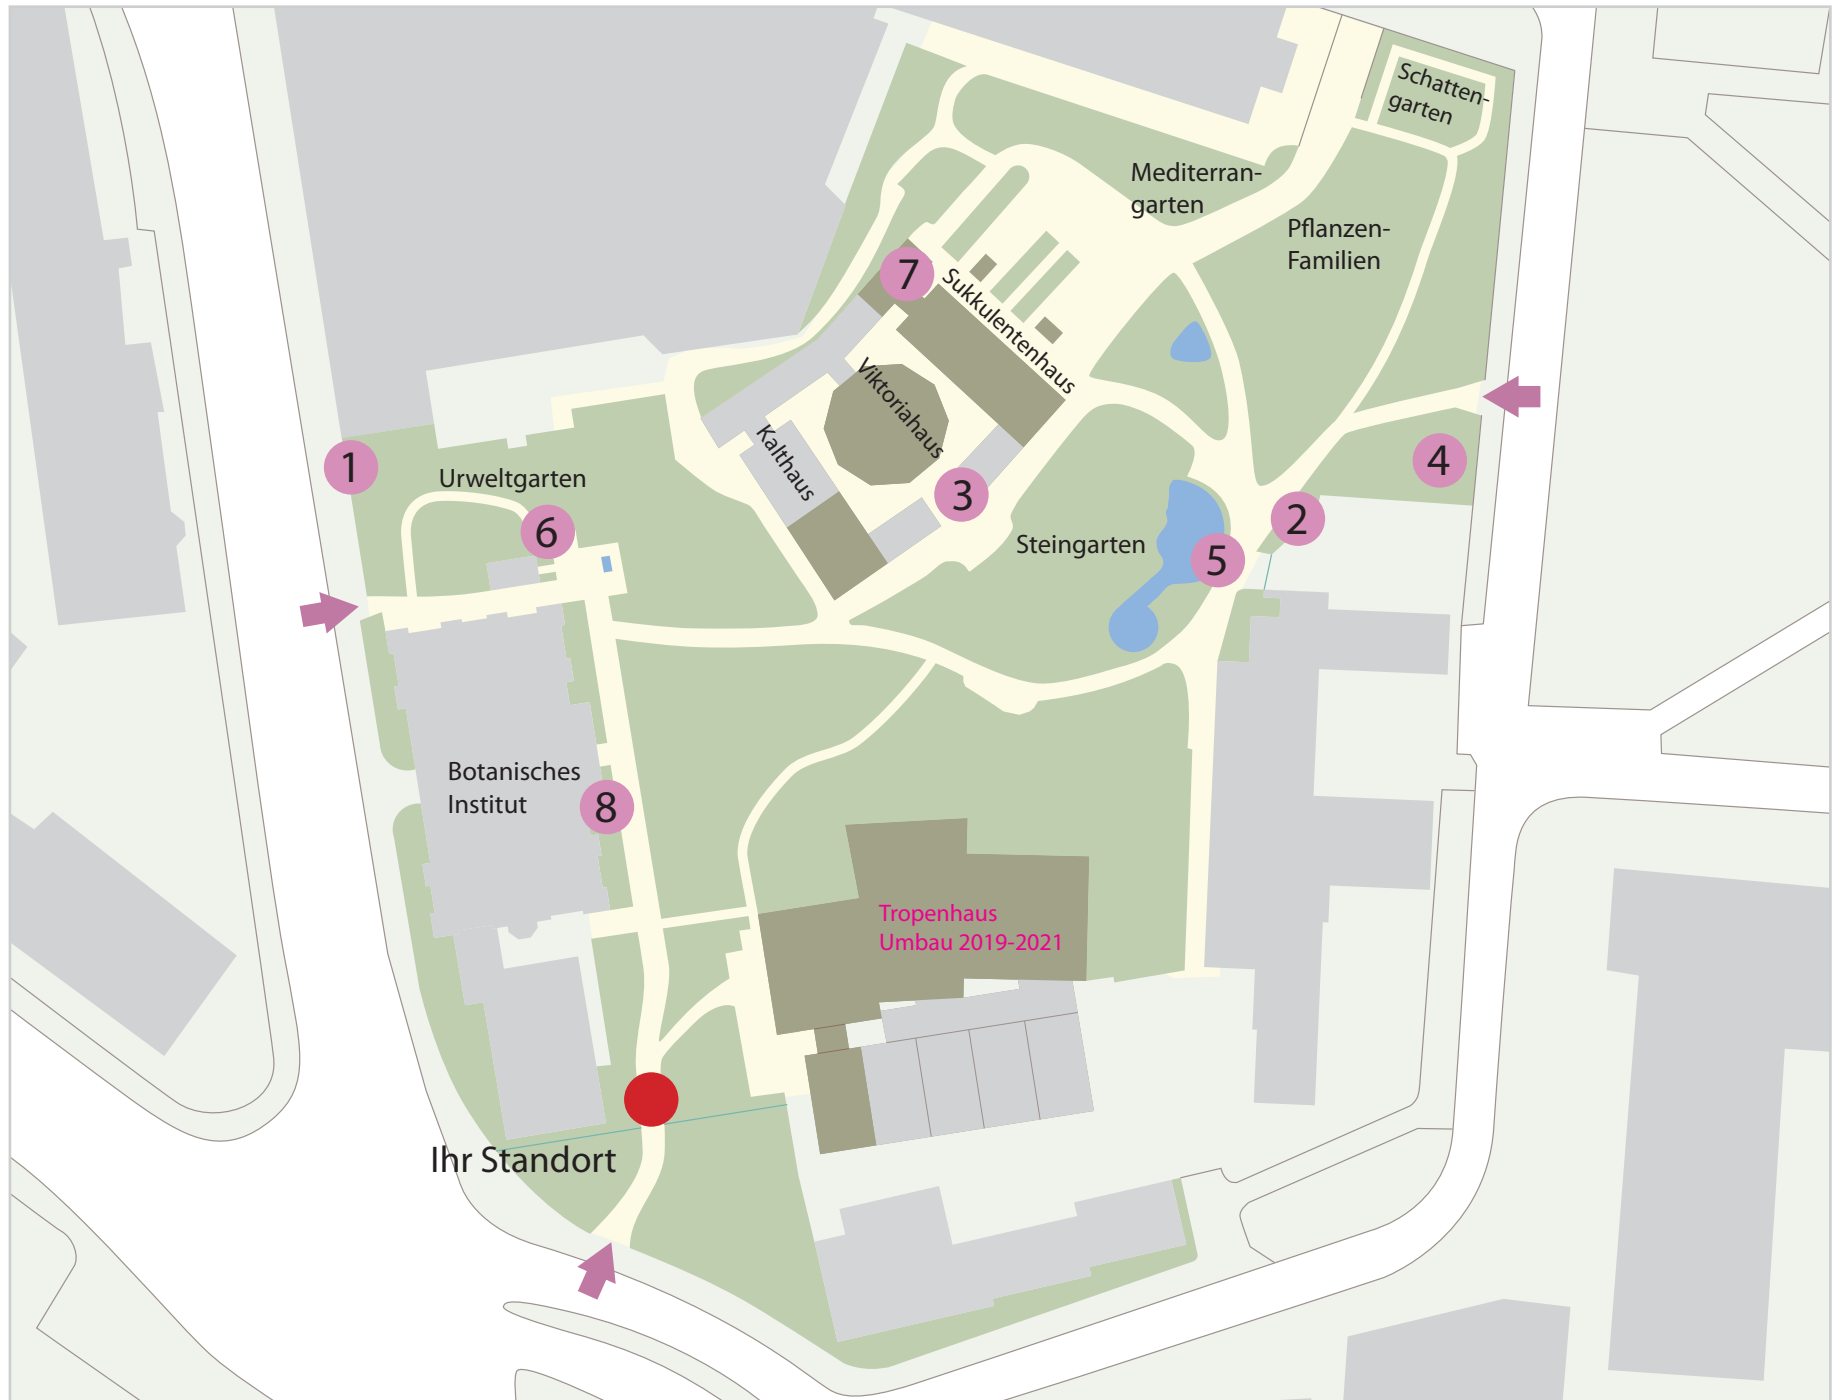 Schatten-
garten
Mediterran-
garten
Pflanzen-
Familien
7
Sukkulentenhaus
Viktoriahaus
Kalthaus
1
Urweltgarten
6
3
4
2
Steingarten
5
Botanisches
Institut
8
Tropenhaus
Umbau 2019-2021
Ihr Standort